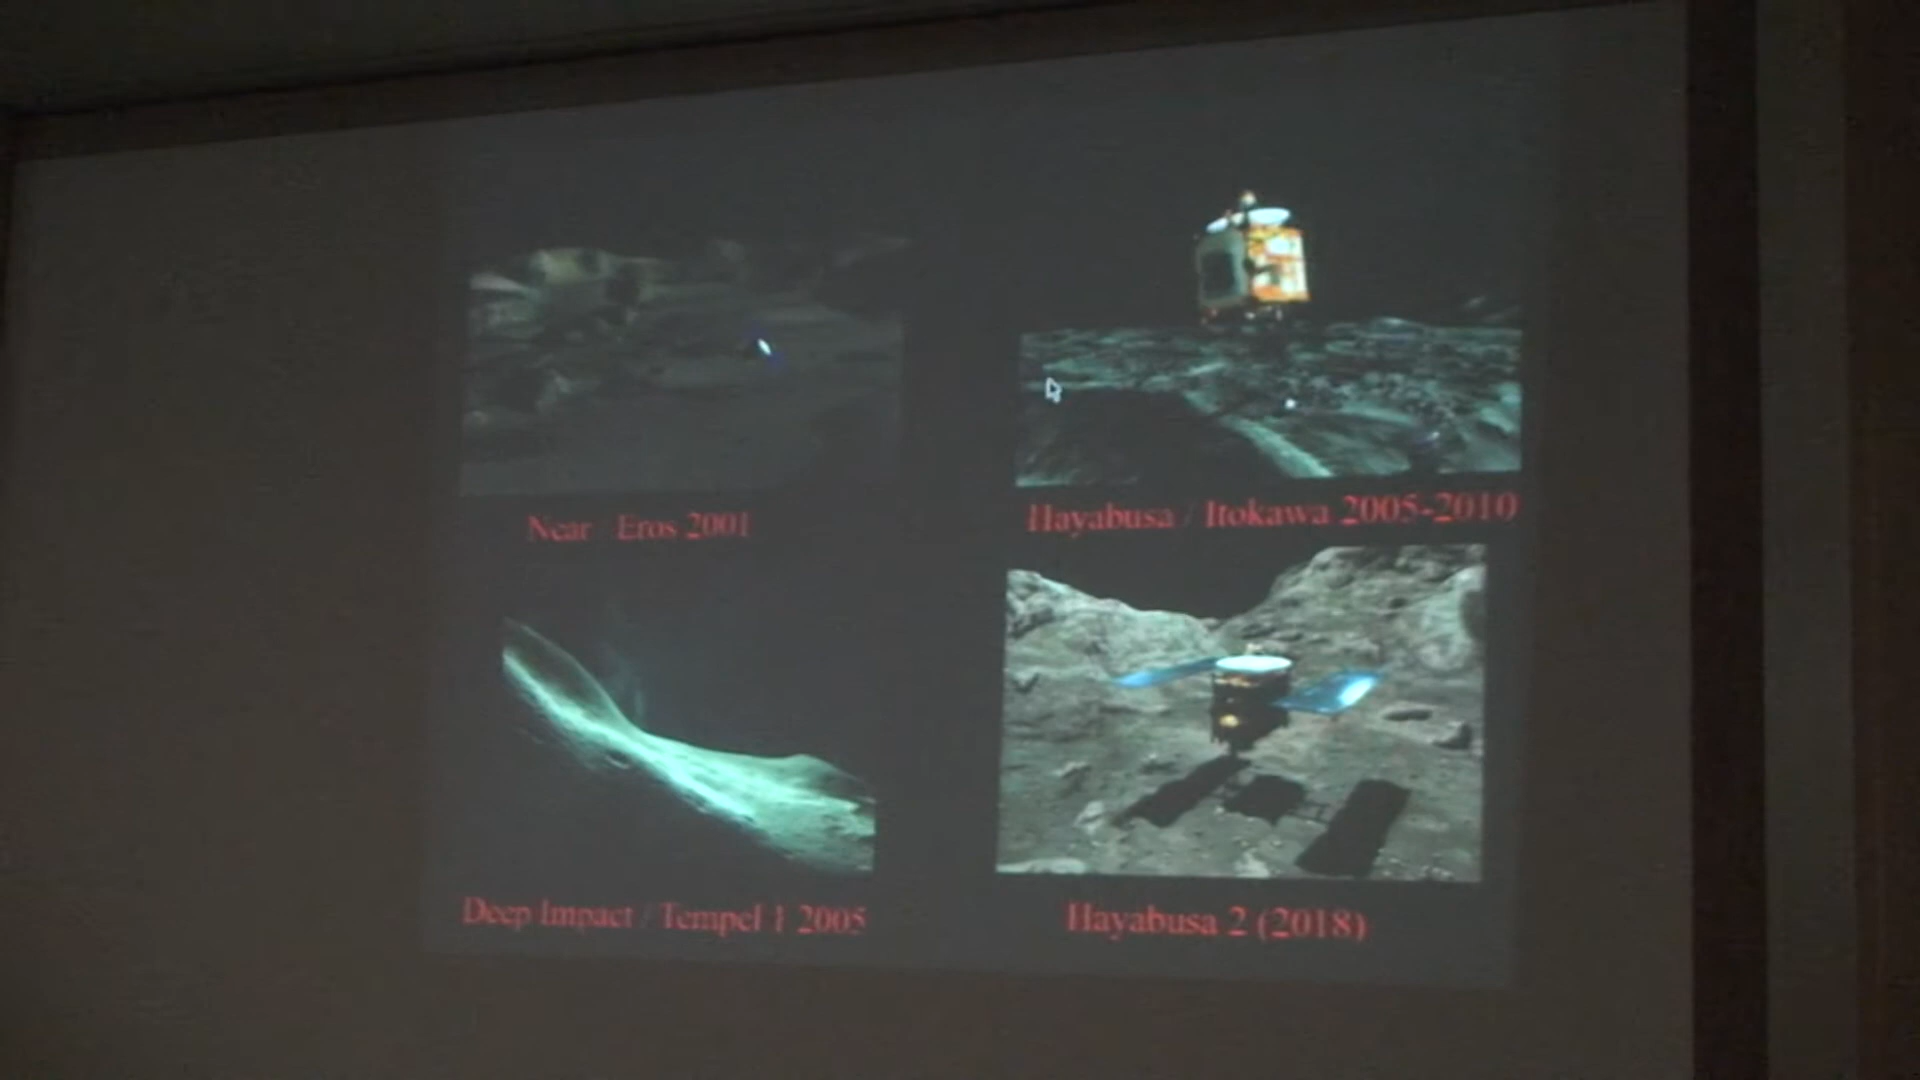 Near / Eros 2001
Hayabusa / Itokawa 2005-2010
Deep Impact / Tempel 1 2005
Hayabusa 2 (2018)